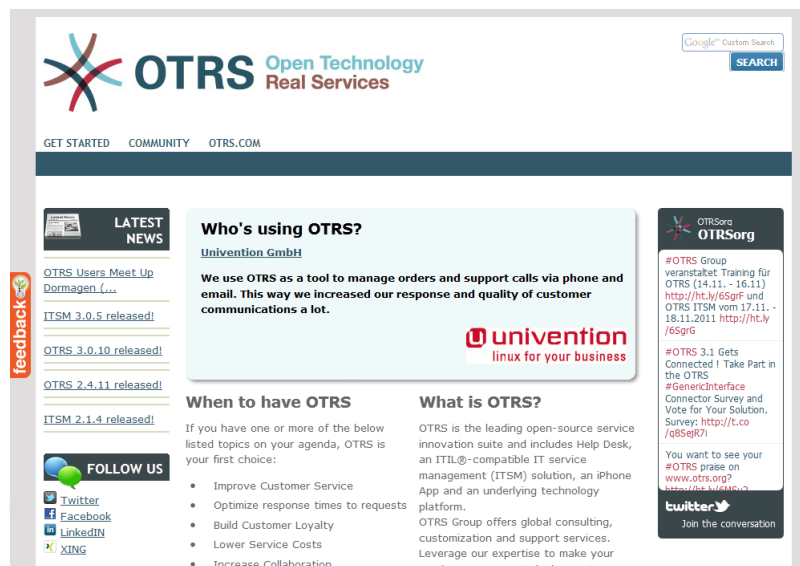 OTRS Open Technology
Real Services
Google™ Custom Search
SEARCH
GET STARTED COMMUNITY OTRS.COM
LATEST
NEWS
OTRS Users Meet Up
Dormagen (...
ITSM 3.0.5 released!
OTRS 3.0.10 released!
OTRS 2.4.11 released!
ITSM 2.1.4 released!
feedback
FOLLOW US
Twitter
Facebook
LinkedIN
XING
Who's using OTRS?
Univention GmbH
We use OTRS as a tool to manage orders and support calls via phone and
email. This way we increased our response and quality of customer
communications a lot.
univention
linux for your business
When to have OTRS
If you have one or more of the below
listed topics on your agenda, OTRS is
your first choice:
• Improve Customer Service
• Optimize response times to requests
• Build Customer Loyalty
• Lower Service Costs
• Increase Collaboration
What is OTRS?
OTRS is the leading open-source service
innovation suite and includes Help Desk,
an ITIL®-compatible IT service
management (ITSM) solution, an iPhone
App and an underlying technology
platform.
OTRS Group offers global consulting,
customization and support services.
Leverage our expertise to make your
OTRSorg
OTRSorg
#OTRS Group
veranstaltet Training für
OTRS (14.11. - 16.11)
http://ht.ly/6SgrF und
OTRS ITSM vom 17.11. -
18.11.2011 http://ht.ly
/6SgrG
#OTRS 3.1 Gets
Connected ! Take Part in
the OTRS
#GenericInterface
Connector Survey and
Vote for Your Solution.
Survey: http://t.co
/q8SejR7i
You want to see your
#OTRS praise on
www.otrs.org?
twitter
Join the conversation